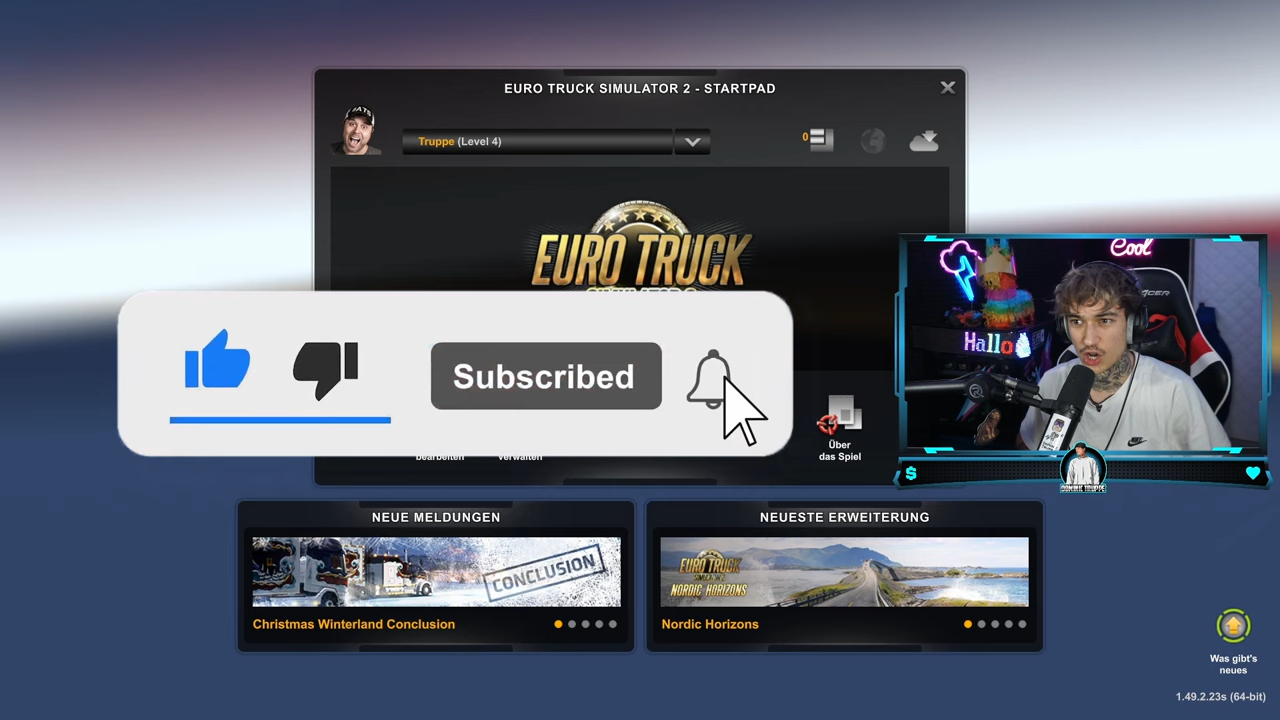 EURO TRUCK SIMULATOR 2 - STARTPAD
Truppe (Level 4)
0
EURO TRUCK
Cool
Hallo
Subscribed
bearbeiten
verwalten
Über
das Spiel
DOMINIC TRUPPE
NEUE MELDUNGEN
CONCLUSION
Christmas Winterland Conclusion
NEUESTE ERWEITERUNG
EURO TRUCK
NORDIC HORIZONS
Nordic Horizons
Was gibt's
neues
1.49.2.23s (64-bit)